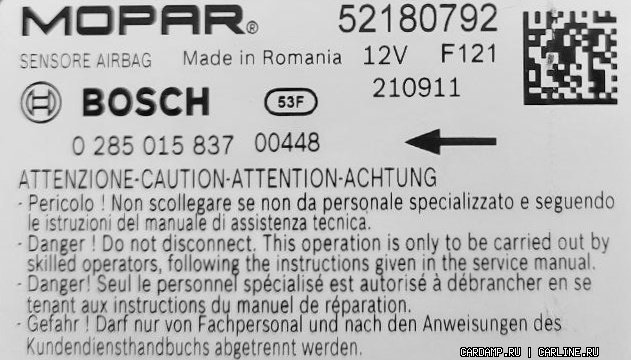 MOPAR® 52180792
SENSORE AIRBAG Made in Romania 12V F121
BOSCH 53F 210911
0 285 015 837 00448
ATTENZIONE-CAUTION-ATTENTION-ACHTUNG
- Pericolo ! Non scollegare se non da personale specializzato e seguendo
le istruzioni del manuale di assistenza tecnica.
- Danger ! Do not disconnect. This operation is only to be carried out by
skilled operators, following the instructions given in the service manual.
- Danger! Seul le personnel spécialisé est autorisé à débrancher en se
tenant aux instructions du manuel de réparation.
- Gefahr ! Darf nur von Fachpersonal und nach den Anweisungen des
Kundendiensthandbuchs abgetrennt werden.
CARDAMP.RU | CARLINE.RU